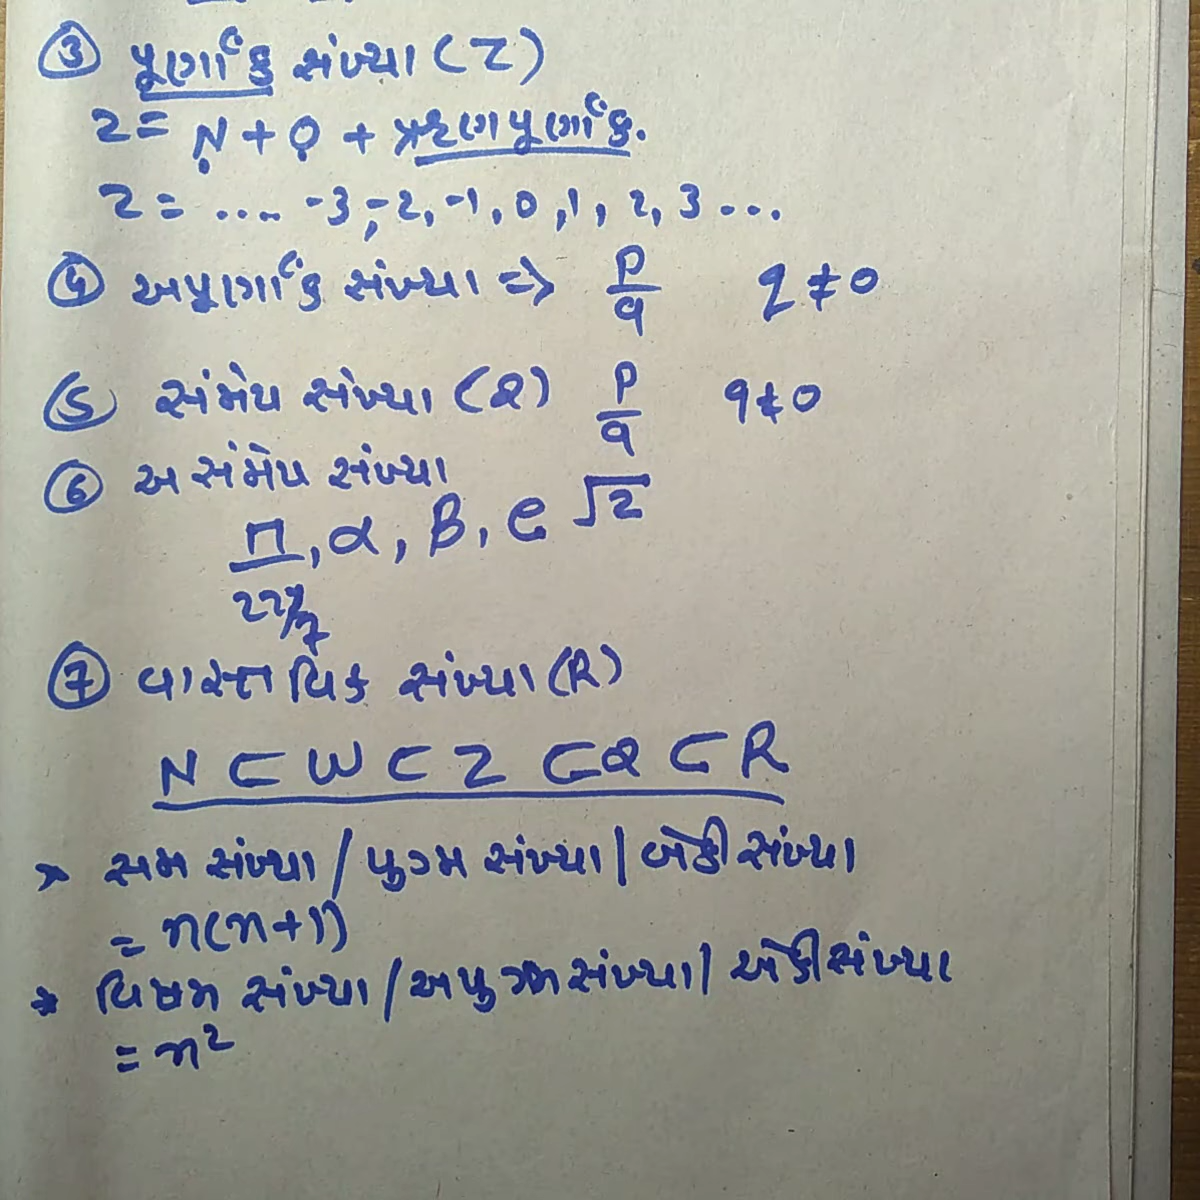 ③ પૂર્ણાંક સંખ્યા (Z)
Z = N + 0 + ઋણ પૂર્ણાંક.
Z = .... -3, -2, -1, 0, 1, 2, 3 ...
④ અપૂર્ણાંક સંખ્યા => p/q q ≠ 0
⑤ સંમેય સંખ્યા (Q) p/q q ≠ 0
⑥ અસંમેય સંખ્યા
π, α, β, e √2
22/7
⑦ વાસ્તવિક સંખ્યા (R)
N ⊂ W ⊂ Z ⊂ Q ⊂ R
> સમ સંખ્યા / યુગ્મ સંખ્યા / બેકી સંખ્યા
= n(n+1)
* વિષમ સંખ્યા / અયુગ્મ સંખ્યા / એકી સંખ્યા
= n²